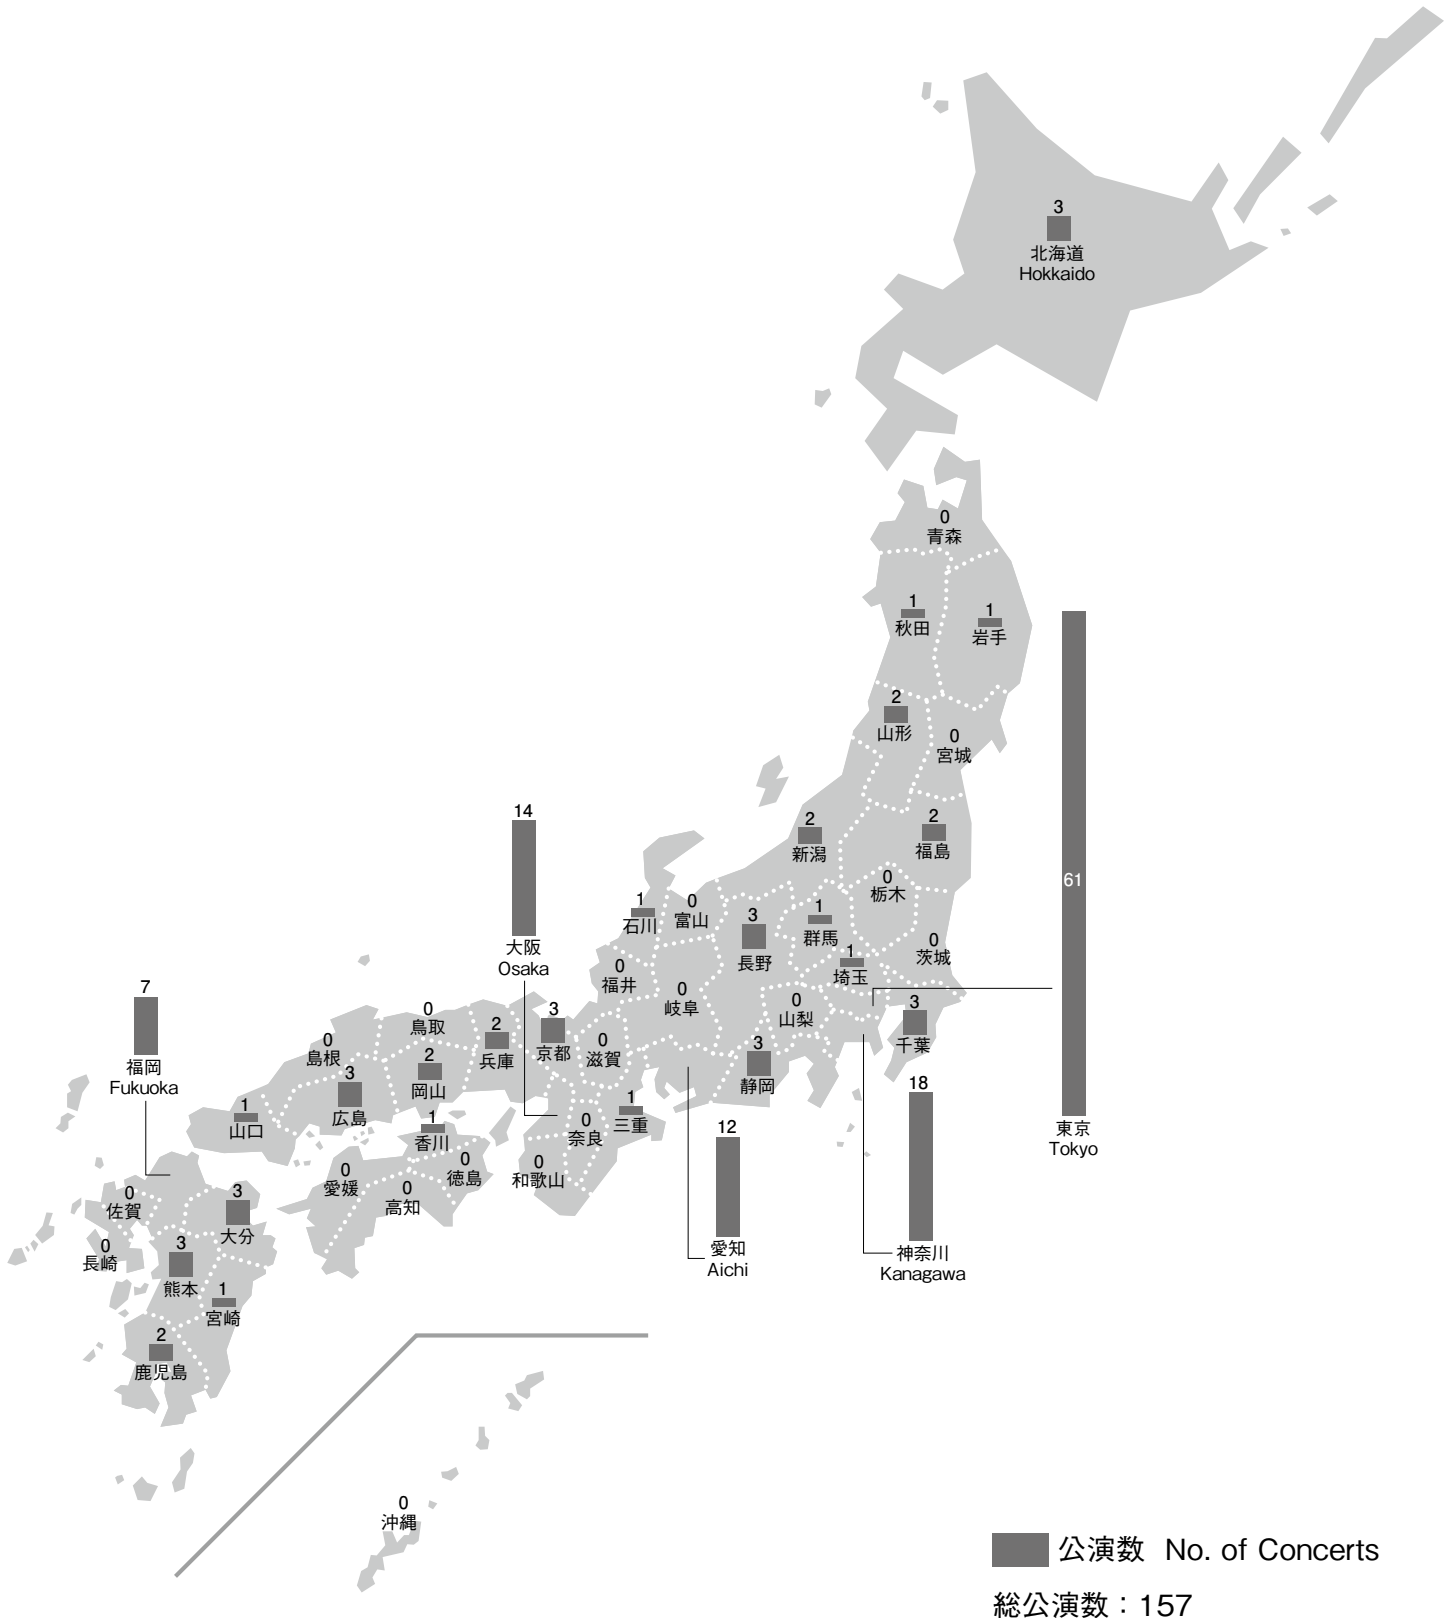 3
北海道
Hokkaido
0
青森
1
秋田
1
岩手
2
山形
0
宮城
61
東京
Tokyo
2
新潟
2
福島
0
栃木
14
大阪
Osaka
1
石川
0
富山
3
長野
1
群馬
0
茨城
1
埼玉
0
福井
0
岐阜
0
山梨
3
千葉
7
福岡
Fukuoka
0
鳥取
0
島根
2
兵庫
3
京都
0
滋賀
3
静岡
2
岡山
3
広島
1
山口
1
香川
0
奈良
1
三重
12
愛知
Aichi
18
神奈川
Kanagawa
0
愛媛
0
高知
0
徳島
0
和歌山
0
佐賀
3
大分
0
長崎
3
熊本
1
宮崎
2
鹿児島
0
沖縄
公演数 No. of Concerts
総公演数：157